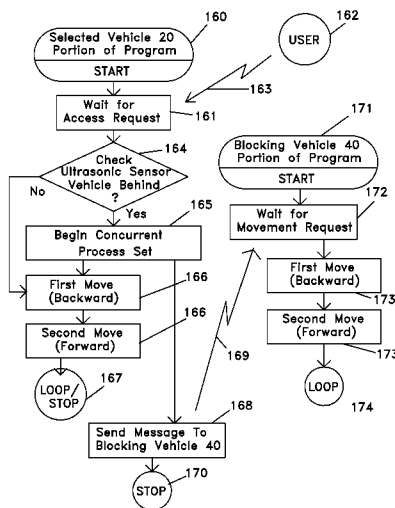 Selected Vehicle 20
Portion of Program
START
160
USER
162
163
Wait for
Access Request
161
164
Check
Ultrasonic Sensor
Vehicle Behind
?
No
Yes
165
Begin Concurrent
Process Set
First Move
(Backward)
166
Second Move
(Forward)
166
LOOP/
STOP
167
168
Send Message To
Blocking Vehicle 40
STOP
170
169
171
Blocking Vehicle 40
Portion of Program
START
172
Wait for
Movement Request
First Move
(Backward)
173
Second Move
(Forward)
173
LOOP
174